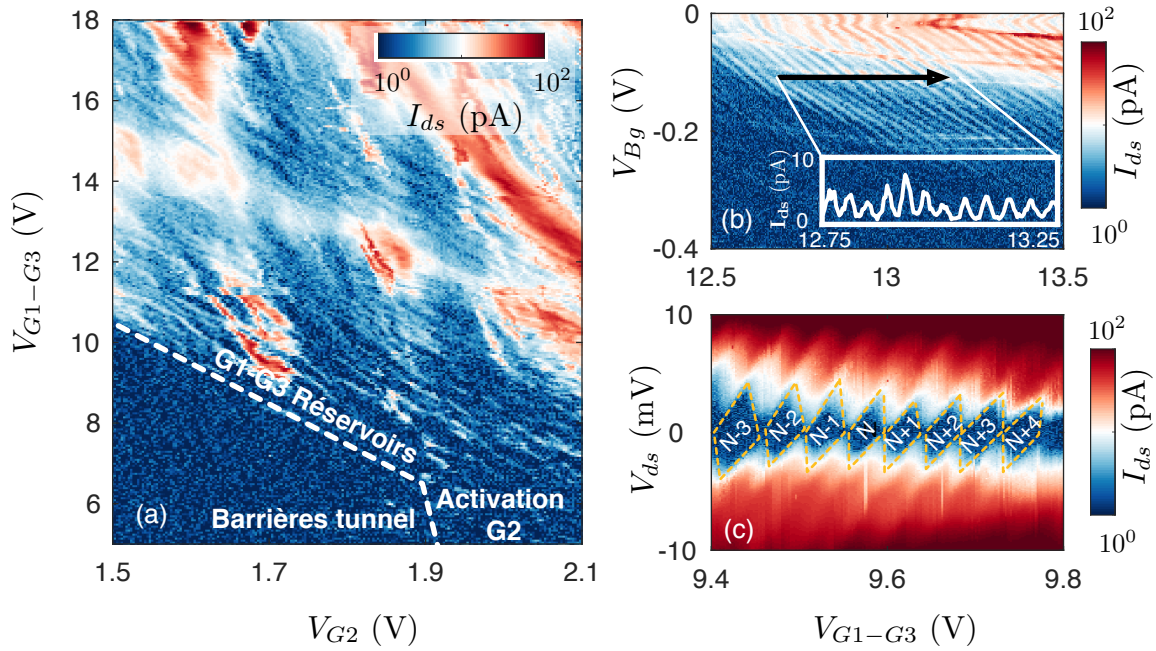 18
16
14
12
10
8
6
V_{G1−G3} (V)
10^0
10^2
I_{ds} (pA)
G1-G3 Réservoirs
Barrières tunnel
Activation
G2
(a)
1.5
1.7
1.9
2.1
V_{G2} (V)
0
-0.2
-0.4
V_{Bg} (V)
10
0
I_{ds} (pA)
12.75
13.25
(b)
12.5
13
13.5
10^2
10^0
I_{ds} (pA)
10
0
-10
V_{ds} (mV)
N-3
N-2
N-1
N
N+1
N+2
N+3
N+4
(c)
9.4
9.6
9.8
V_{G1−G3} (V)
10^2
10^0
I_{ds} (pA)